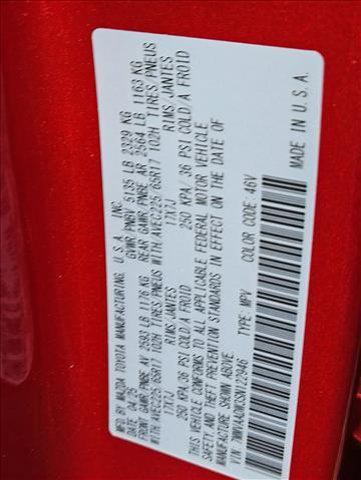 MFD BY MAZDA TOYOTA MANUFACTURING, U. S. A. INC.
DATE: 04/25 GVWR/PNBV 5135 LB 2329 KG
FRONT GAWR/PNBE AV 2593 LB 1176 KG REAR GAWR/PNBE AR 2564 LB 1163 KG
WITH/AVEC 225/65R17 102H TIRES/PNEUS WITH/AVEC 225/65R17 102H TIRES/PNEUS
17X7J RIMS/JANTES 17X7J RIMS/JANTES
250 KPA/36 PSI COLD/A FROID 250 KPA/36 PSI COLD/A FROID
THIS VEHICLE CONFORMS TO ALL APPLICABLE FEDERAL MOTOR VEHICLE
SAFETY AND THEFT PREVENTION STANDARDS IN EFFECT ON THE DATE OF
MANUFACTURE SHOWN ABOVE.
TYPE: MPV COLOR CODE: 46V
MADE IN U. S. A.